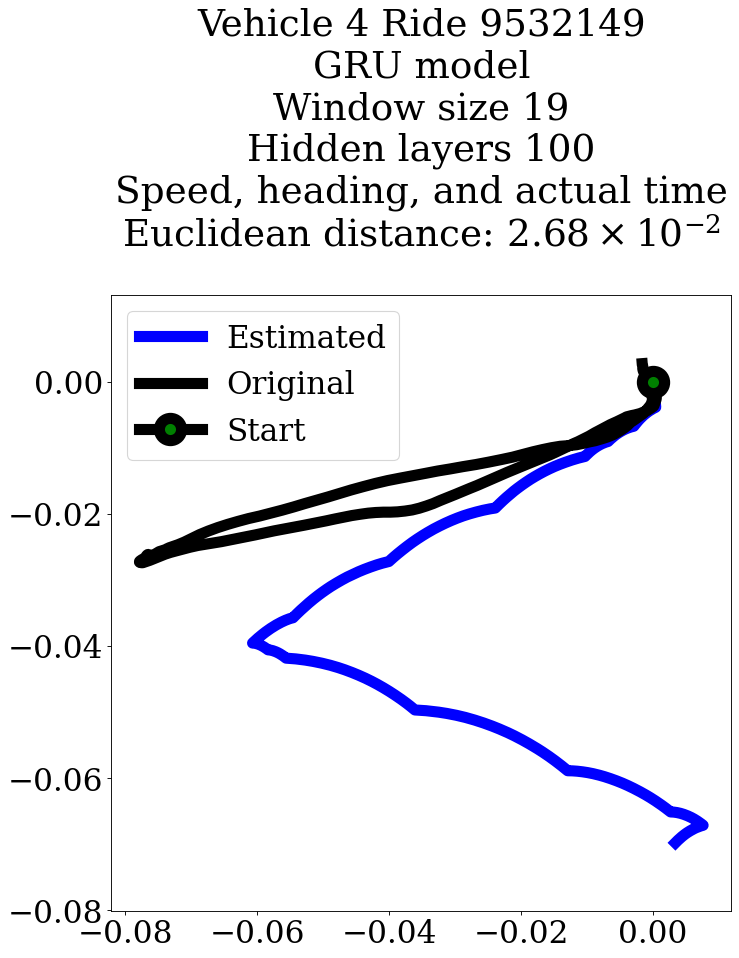 Vehicle 4 Ride 9532149
GRU model
Window size 19
Hidden layers 100
Speed, heading, and actual time
Euclidean distance: 2.68 × 10⁻²
Estimated
Original
Start
0.00
−0.02
−0.04
−0.06
−0.08
−0.08 −0.06 −0.04 −0.02 0.00